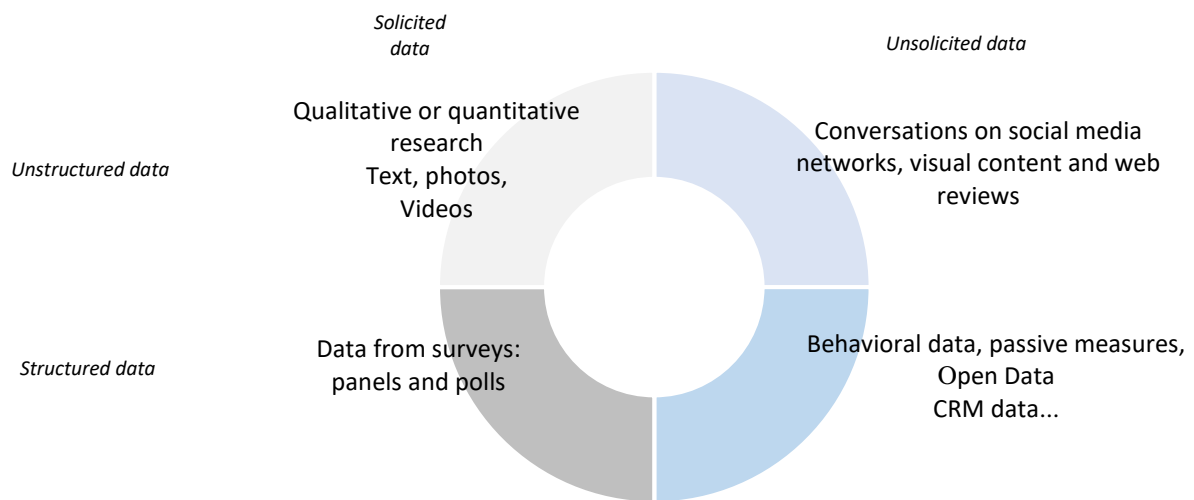 Solicited
data
Unsolicited data
Qualitative or quantitative
research
Text, photos,
Videos
Conversations on social media
networks, visual content and web
reviews
Unstructured data
Structured data
Data from surveys:
panels and polls
Behavioral data, passive measures,
Open Data
CRM data...